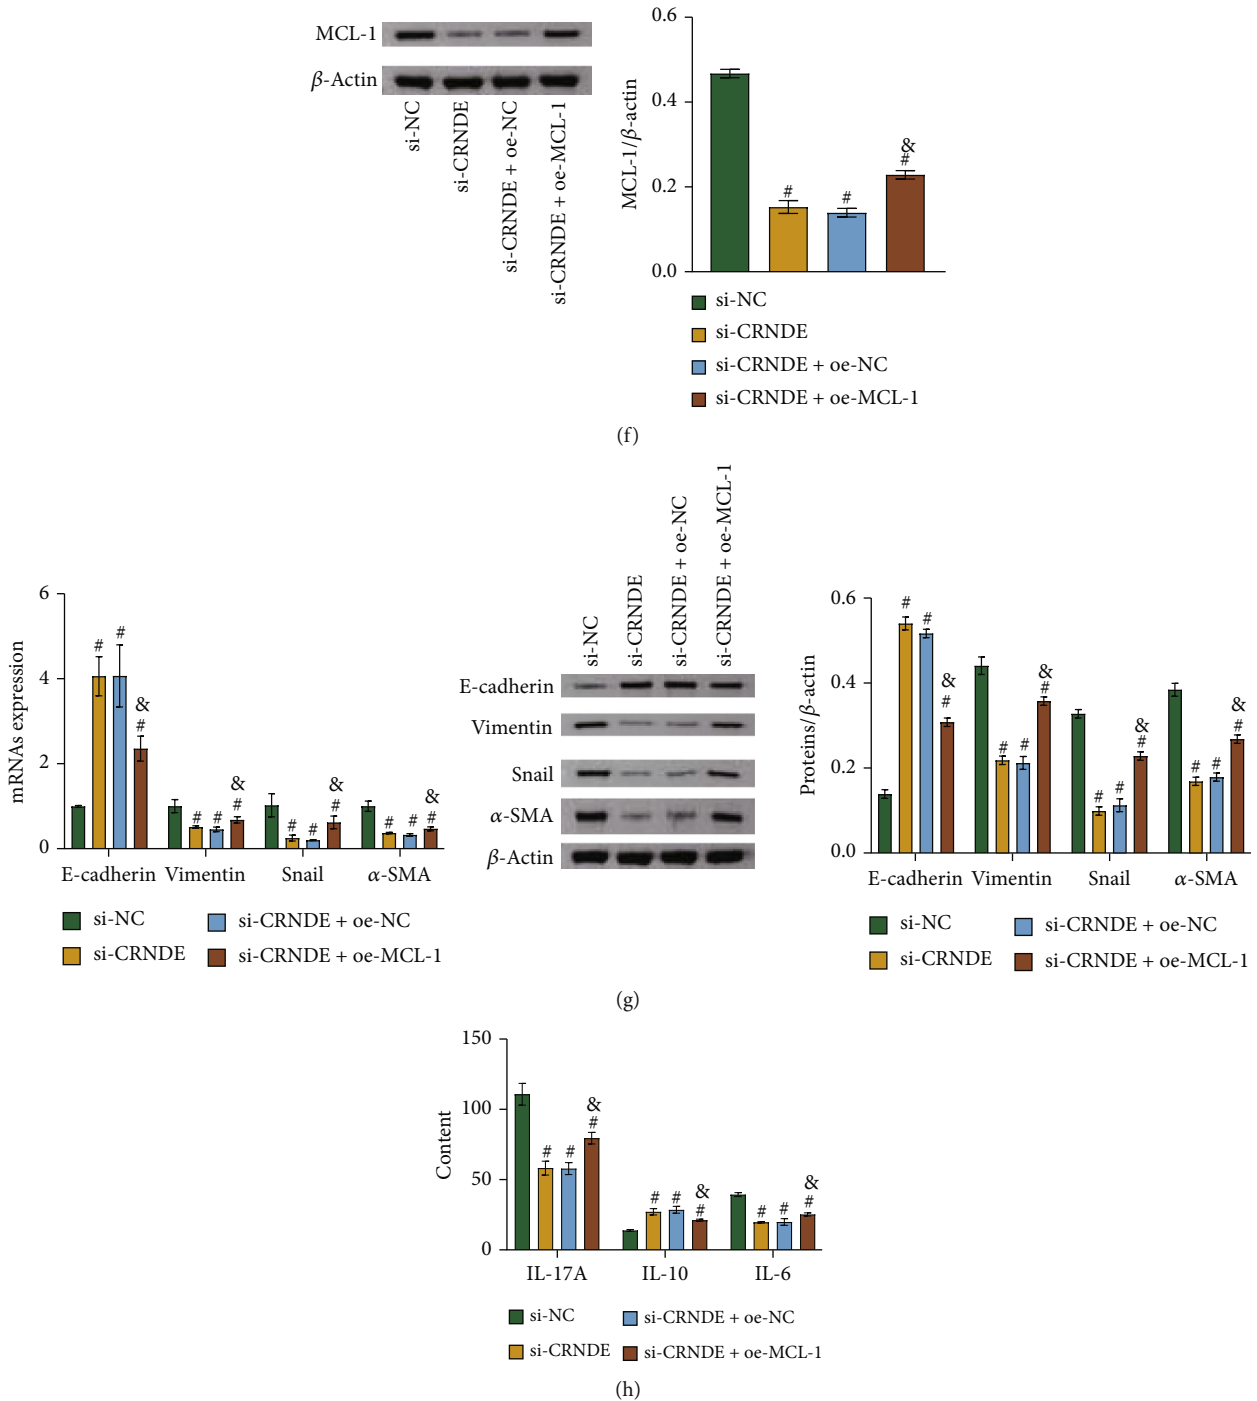 MCL-1
β-Actin
si-NC
si-CRNDE
si-CRNDE + oe-NC
si-CRNDE + oe-MCL-1
MCL-1/β-actin
0.6
0.4
0.2
0.0
#
#
&
#
si-NC
si-CRNDE
si-CRNDE + oe-NC
si-CRNDE + oe-MCL-1
(f)
mRNAs expression
6
4
2
0
#
#
&
#
#
#
&
#
#
#
&
#
#
#
&
#
E-cadherin
Vimentin
Snail
α-SMA
si-NC
si-CRNDE + oe-NC
si-CRNDE
si-CRNDE + oe-MCL-1
si-NC
si-CRNDE
si-CRNDE + oe-NC
si-CRNDE + oe-MCL-1
E-cadherin
Vimentin
Snail
α-SMA
β-Actin
Proteins/β-actin
0.6
0.4
0.2
0.0
#
#
&
#
#
#
&
#
#
#
&
#
#
#
&
#
E-cadherin
Vimentin
Snail
α-SMA
si-NC
si-CRNDE + oe-NC
si-CRNDE
si-CRNDE + oe-MCL-1
(g)
Content
150
100
50
0
#
#
&
#
#
#
&
#
#
#
&
#
IL-17A
IL-10
IL-6
si-NC
si-CRNDE + oe-NC
si-CRNDE
si-CRNDE + oe-MCL-1
(h)